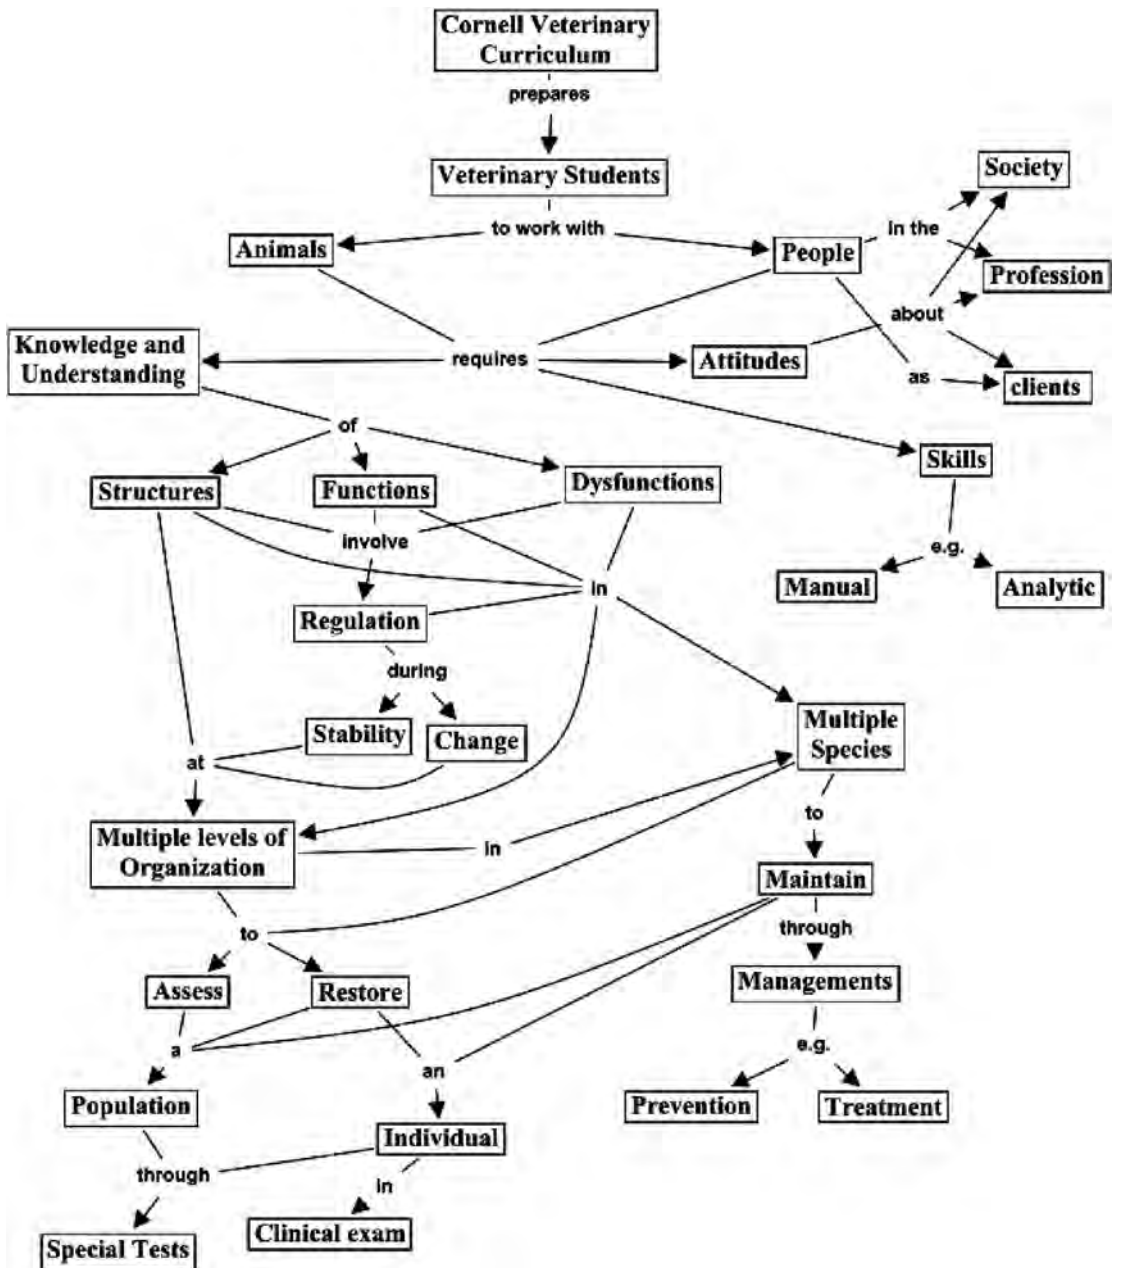 Cornell Veterinary
Curriculum
prepares
Veterinary Students
Society
to work with
in the
Animals
People
Profession
about
Knowledge and
Understanding
requires
Attitudes
as
clients
of
Skills
Structures
Functions
Dysfunctions
involve
e.g.
in
Manual
Analytic
Regulation
during
Stability
Change
Multiple
Species
at
to
Multiple levels of
Organization
in
Maintain
through
to
Assess
Restore
Managements
a
an
e.g.
Population
Prevention
Treatment
Individual
through
in
Clinical exam
Special Tests